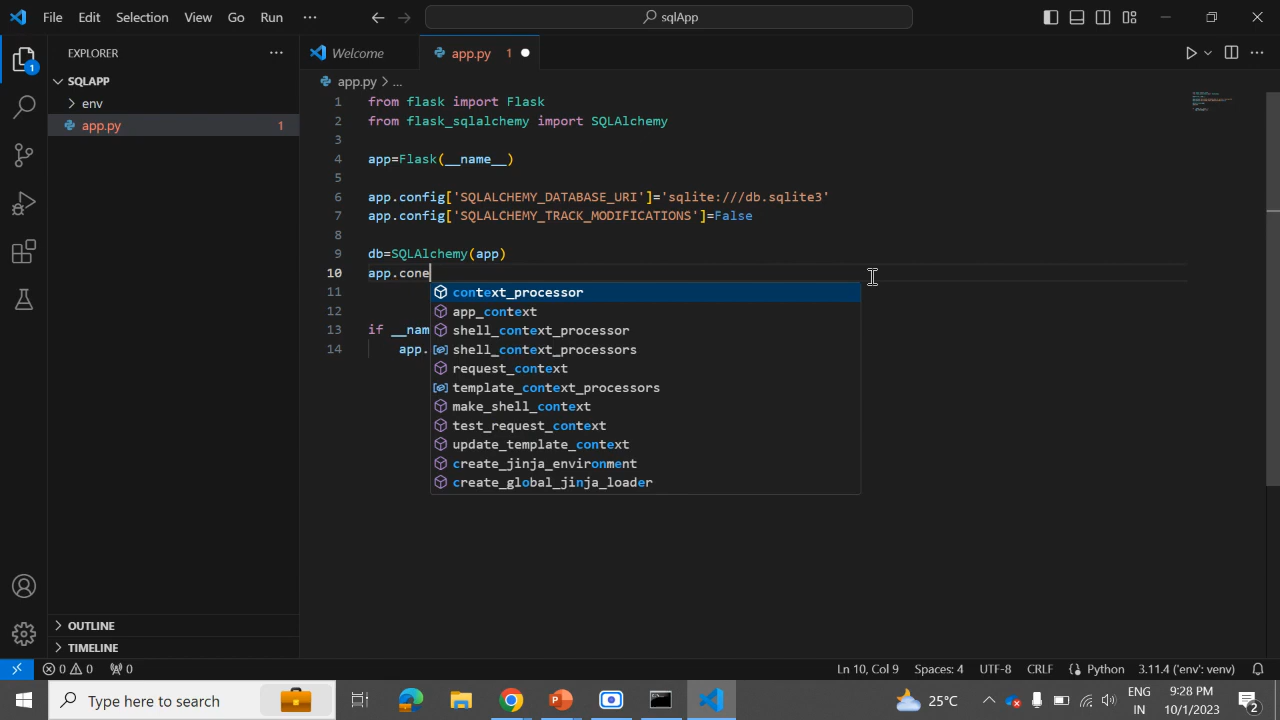 File Edit Selection View Go Run ··· sqlApp
EXPLORER ···
Welcome app.py 1
SQLAPP
app.py > ...
env
app.py 1
1 from flask import Flask
2 from flask_sqlalchemy import SQLAlchemy
3
4 app=Flask(__name__)
5
6 app.config['SQLALCHEMY_DATABASE_URI']='sqlite:///db.sqlite3'
7 app.config['SQLALCHEMY_TRACK_MODIFICATIONS']=False
8
9 db=SQLAlchemy(app)
10 app.cone
11
12
13 if __nam
14 app.
context_processor
app_context
shell_context_processor
shell_context_processors
request_context
template_context_processors
make_shell_context
test_request_context
update_template_context
create_jinja_environment
create_global_jinja_loader
1
OUTLINE
TIMELINE
0 0 0 Ln 10, Col 9 Spaces: 4 UTF-8 CRLF Python 3.11.4 ('env': venv)
Type here to search 25°C ENG IN 9:28 PM 10/1/2023 2